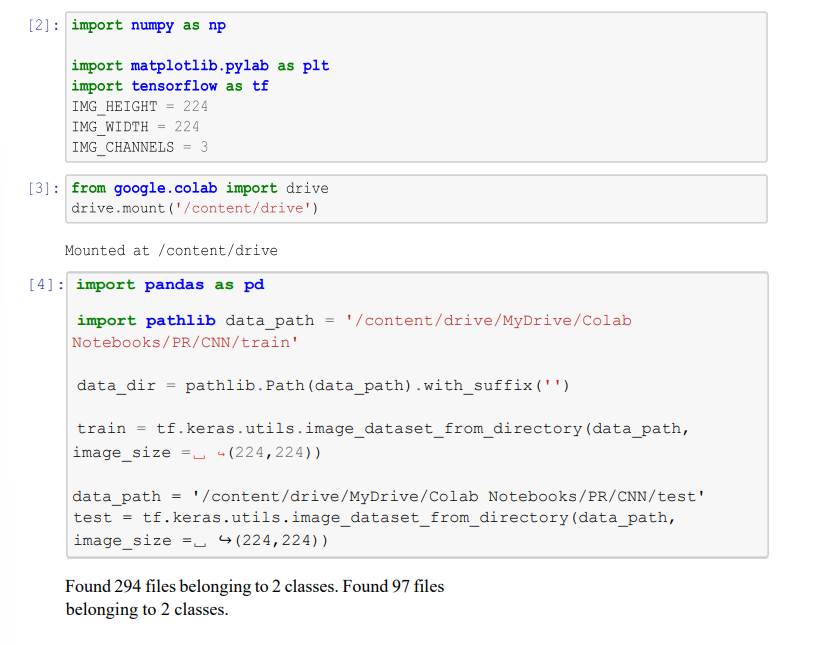 [2]: import numpy as np
import matplotlib.pylab as plt
import tensorflow as tf
IMG_HEIGHT = 224
IMG_WIDTH = 224
IMG_CHANNELS = 3
[3]: from google.colab import drive
drive.mount('/content/drive')
Mounted at /content/drive
[4]: import pandas as pd
import pathlib data_path = '/content/drive/MyDrive/Colab
Notebooks/PR/CNN/train'
data_dir = pathlib.Path(data_path).with_suffix('')
train = tf.keras.utils.image_dataset_from_directory(data_path,
image_size =␣ ↪(224,224))
data_path = '/content/drive/MyDrive/Colab Notebooks/PR/CNN/test'
test = tf.keras.utils.image_dataset_from_directory(data_path,
image_size =␣ ↪(224,224))
Found 294 files belonging to 2 classes. Found 97 files
belonging to 2 classes.